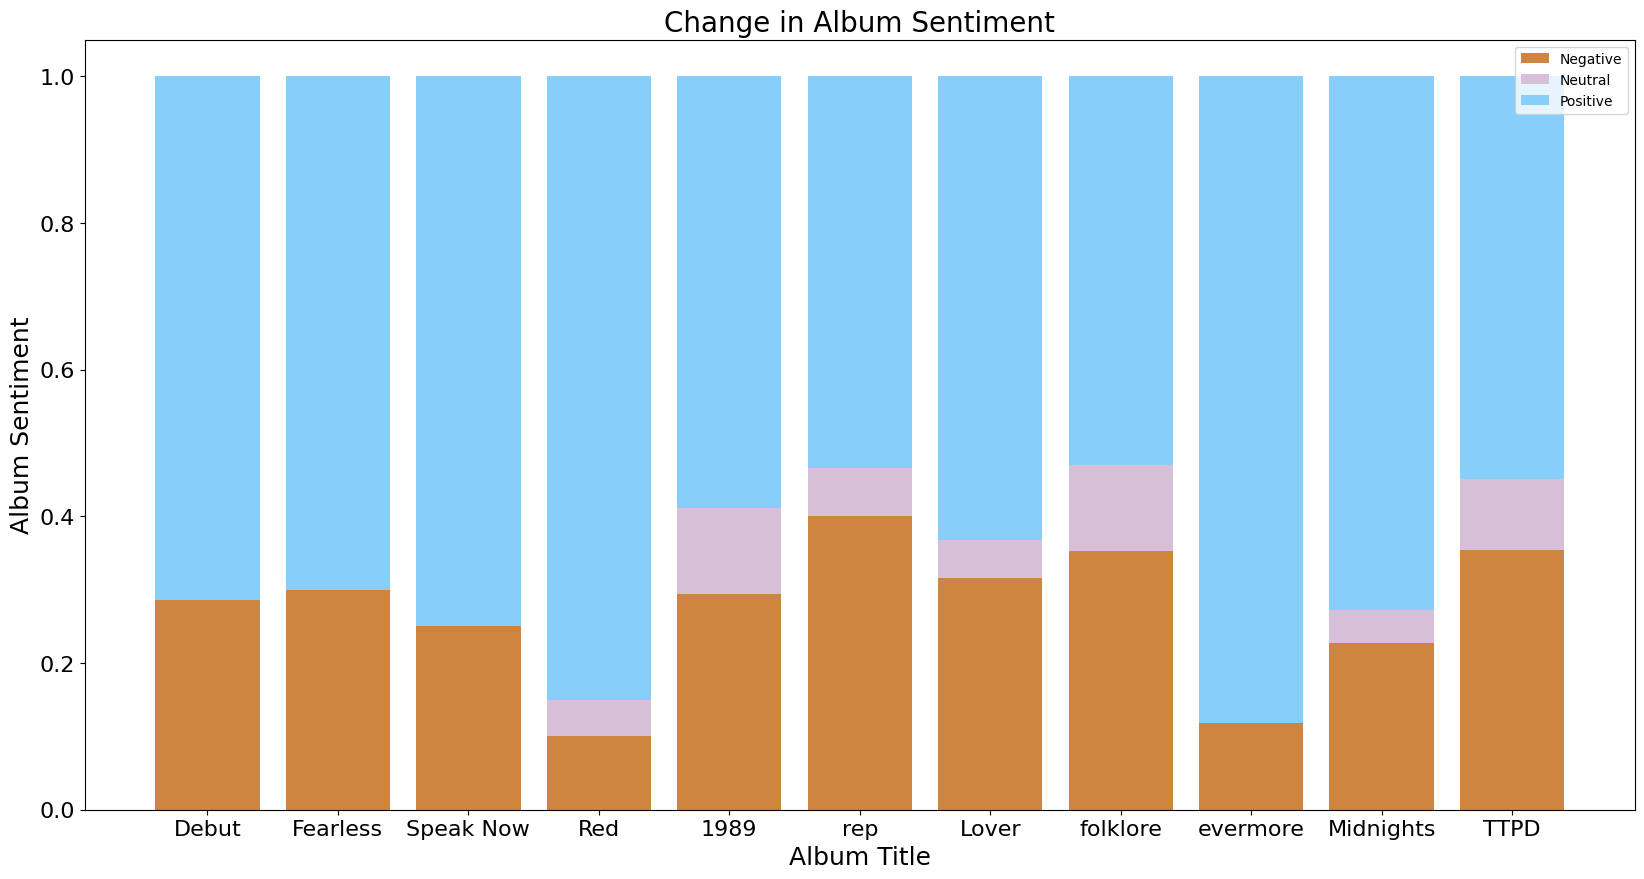 Change in Album Sentiment
Negative
Neutral
Positive
Album Sentiment
1.0
0.8
0.6
0.4
0.2
0.0
Debut Fearless Speak Now Red 1989 rep Lover folklore evermore Midnights TTPD
Album Title